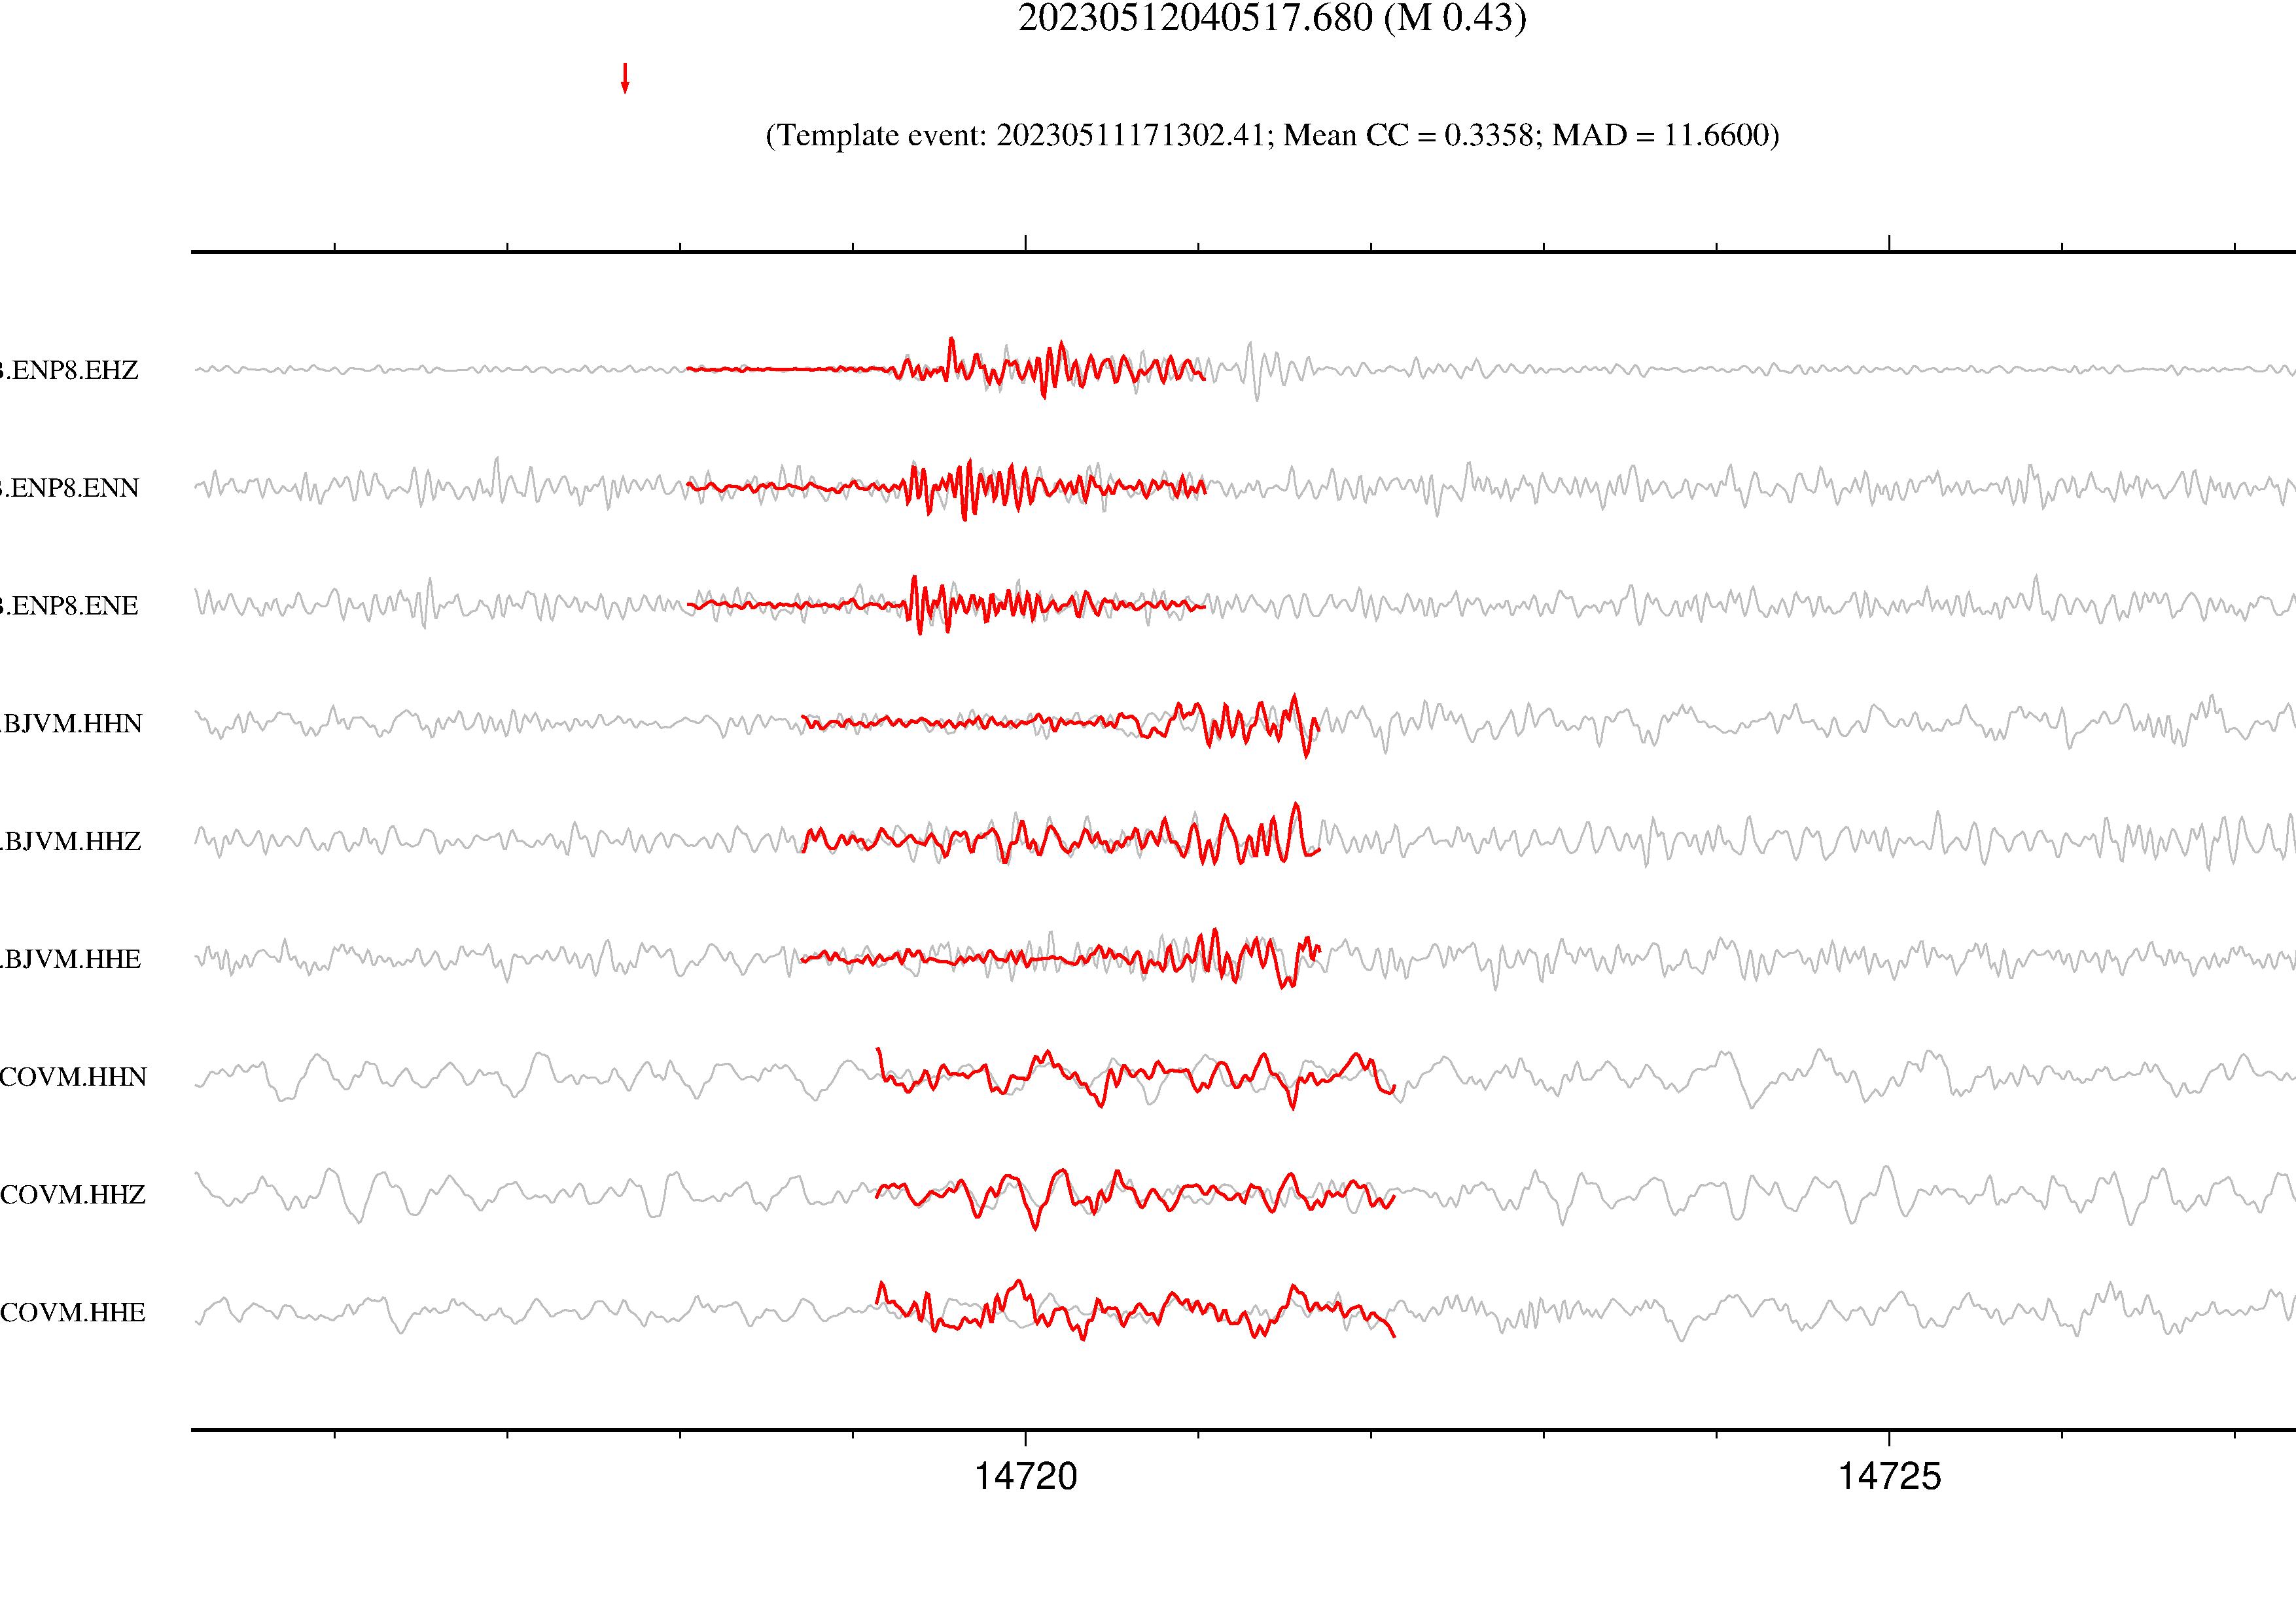 20230512040517.680 (M 0.43)
(Template event: 20230511171302.41; Mean CC = 0.3358; MAD = 11.6600)
.ENP8.EHZ
.ENP8.ENN
.ENP8.ENE
.BJVM.HHN
.BJVM.HHZ
.BJVM.HHE
COVM.HHN
COVM.HHZ
COVM.HHE
14720 14725